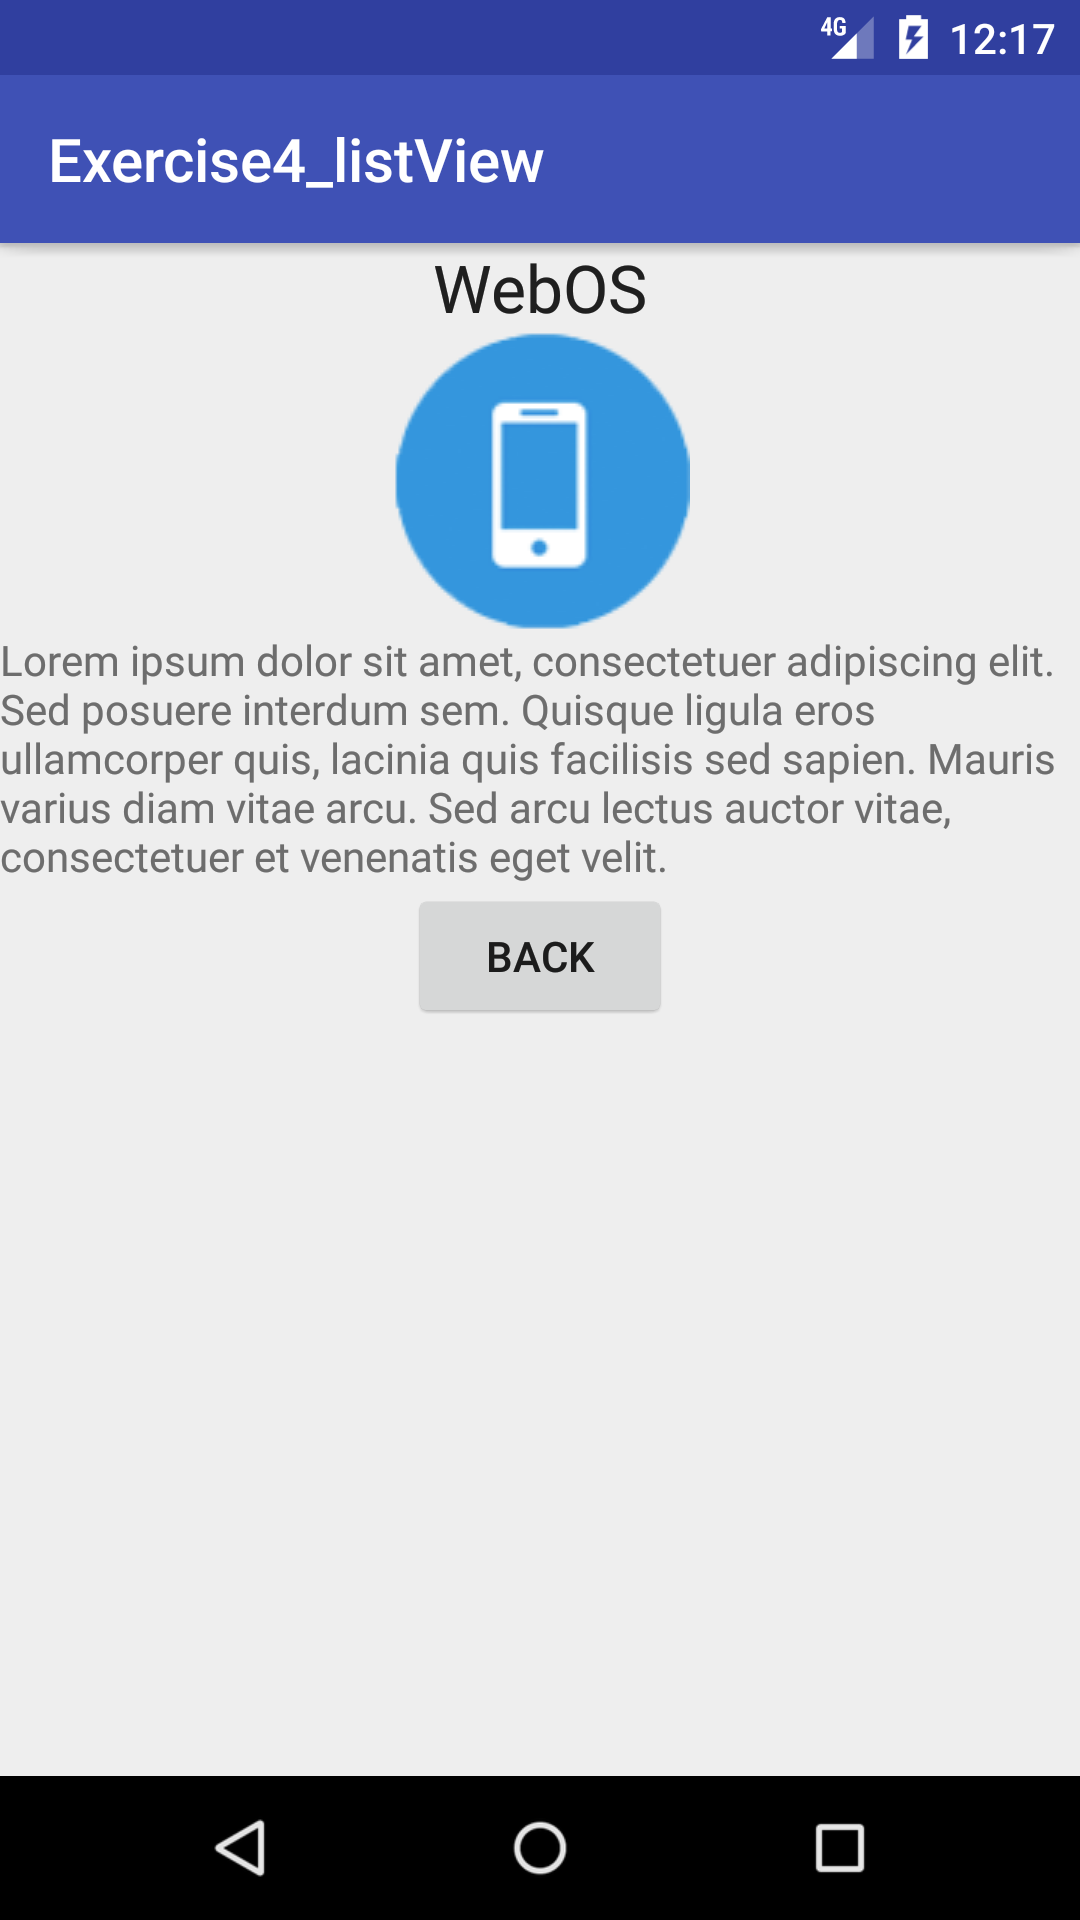 4G 12:17
Exercise4_listView
WebOS
Lorem ipsum dolor sit amet, consectetuer adipiscing elit.
Sed posuere interdum sem. Quisque ligula eros
ullamcorper quis, lacinia quis facilisis sed sapien. Mauris
varius diam vitae arcu. Sed arcu lectus auctor vitae,
consectetuer et venenatis eget velit.
BACK